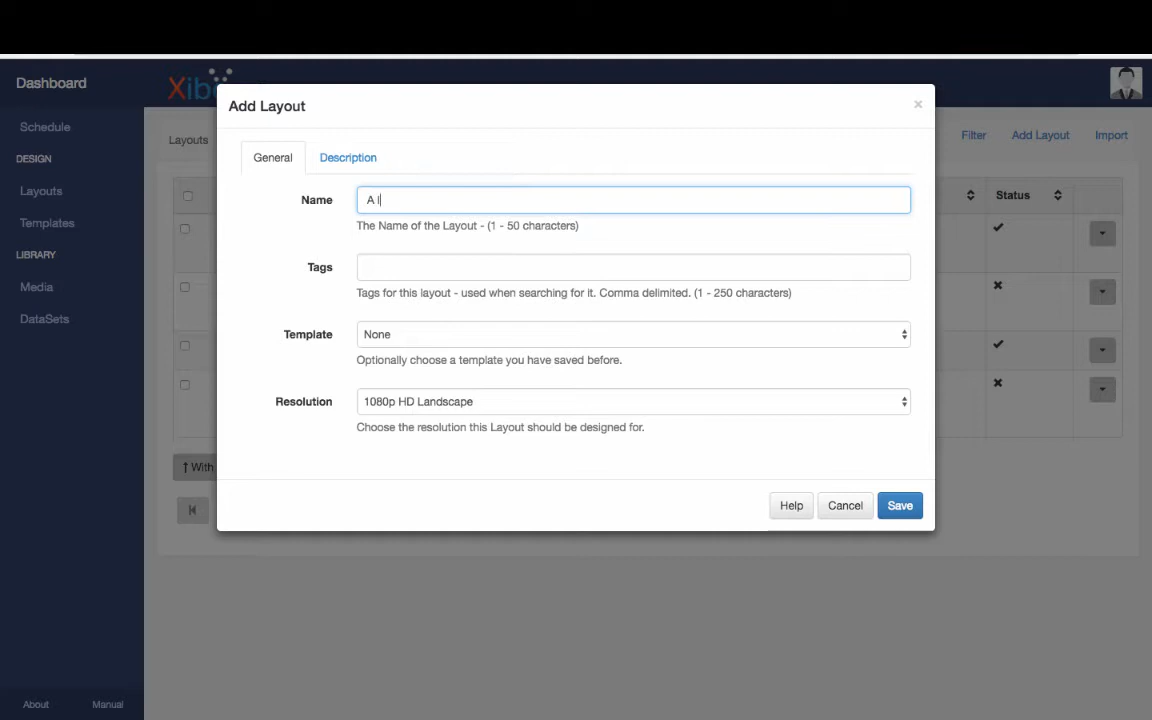 Dashboard
Xibo
Schedule
DESIGN
Layouts
Templates
LIBRARY
Media
DataSets
About
Manual
Layouts
Filter
Add Layout
Import
Status
With
Add Layout
×
General
Description
Name
A l
The Name of the Layout - (1 - 50 characters)
Tags
Tags for this layout - used when searching for it. Comma delimited. (1 - 250 characters)
Template
None
Optionally choose a template you have saved before.
Resolution
1080p HD Landscape
Choose the resolution this Layout should be designed for.
Help
Cancel
Save